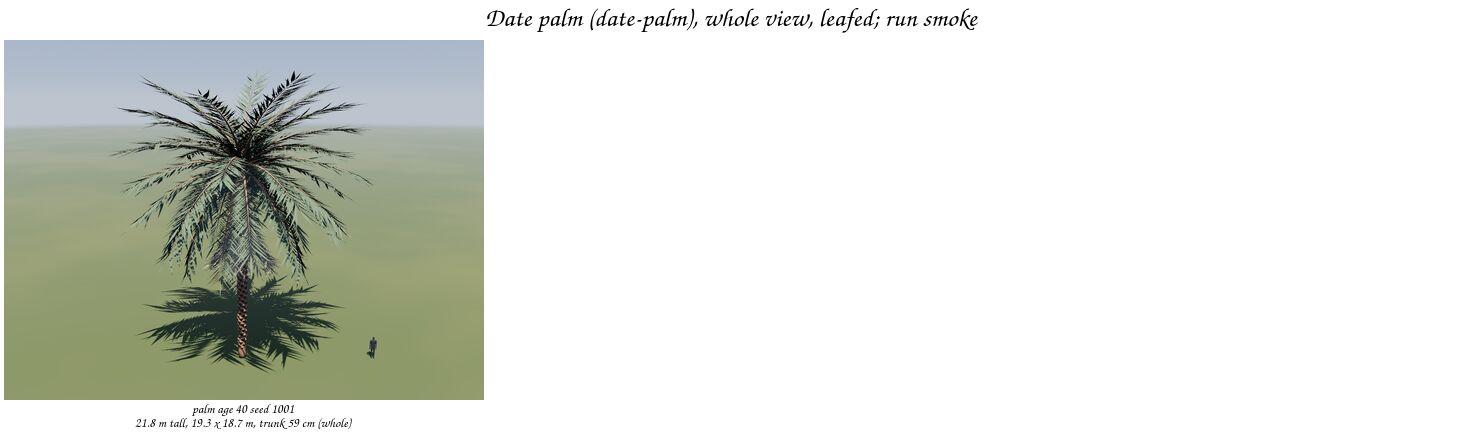 Date palm (date-palm), whole view, leafed; run smoke
palm age 40 seed 1001
21.8 m tall, 19.3 x 18.7 m, trunk 59 cm (whole)